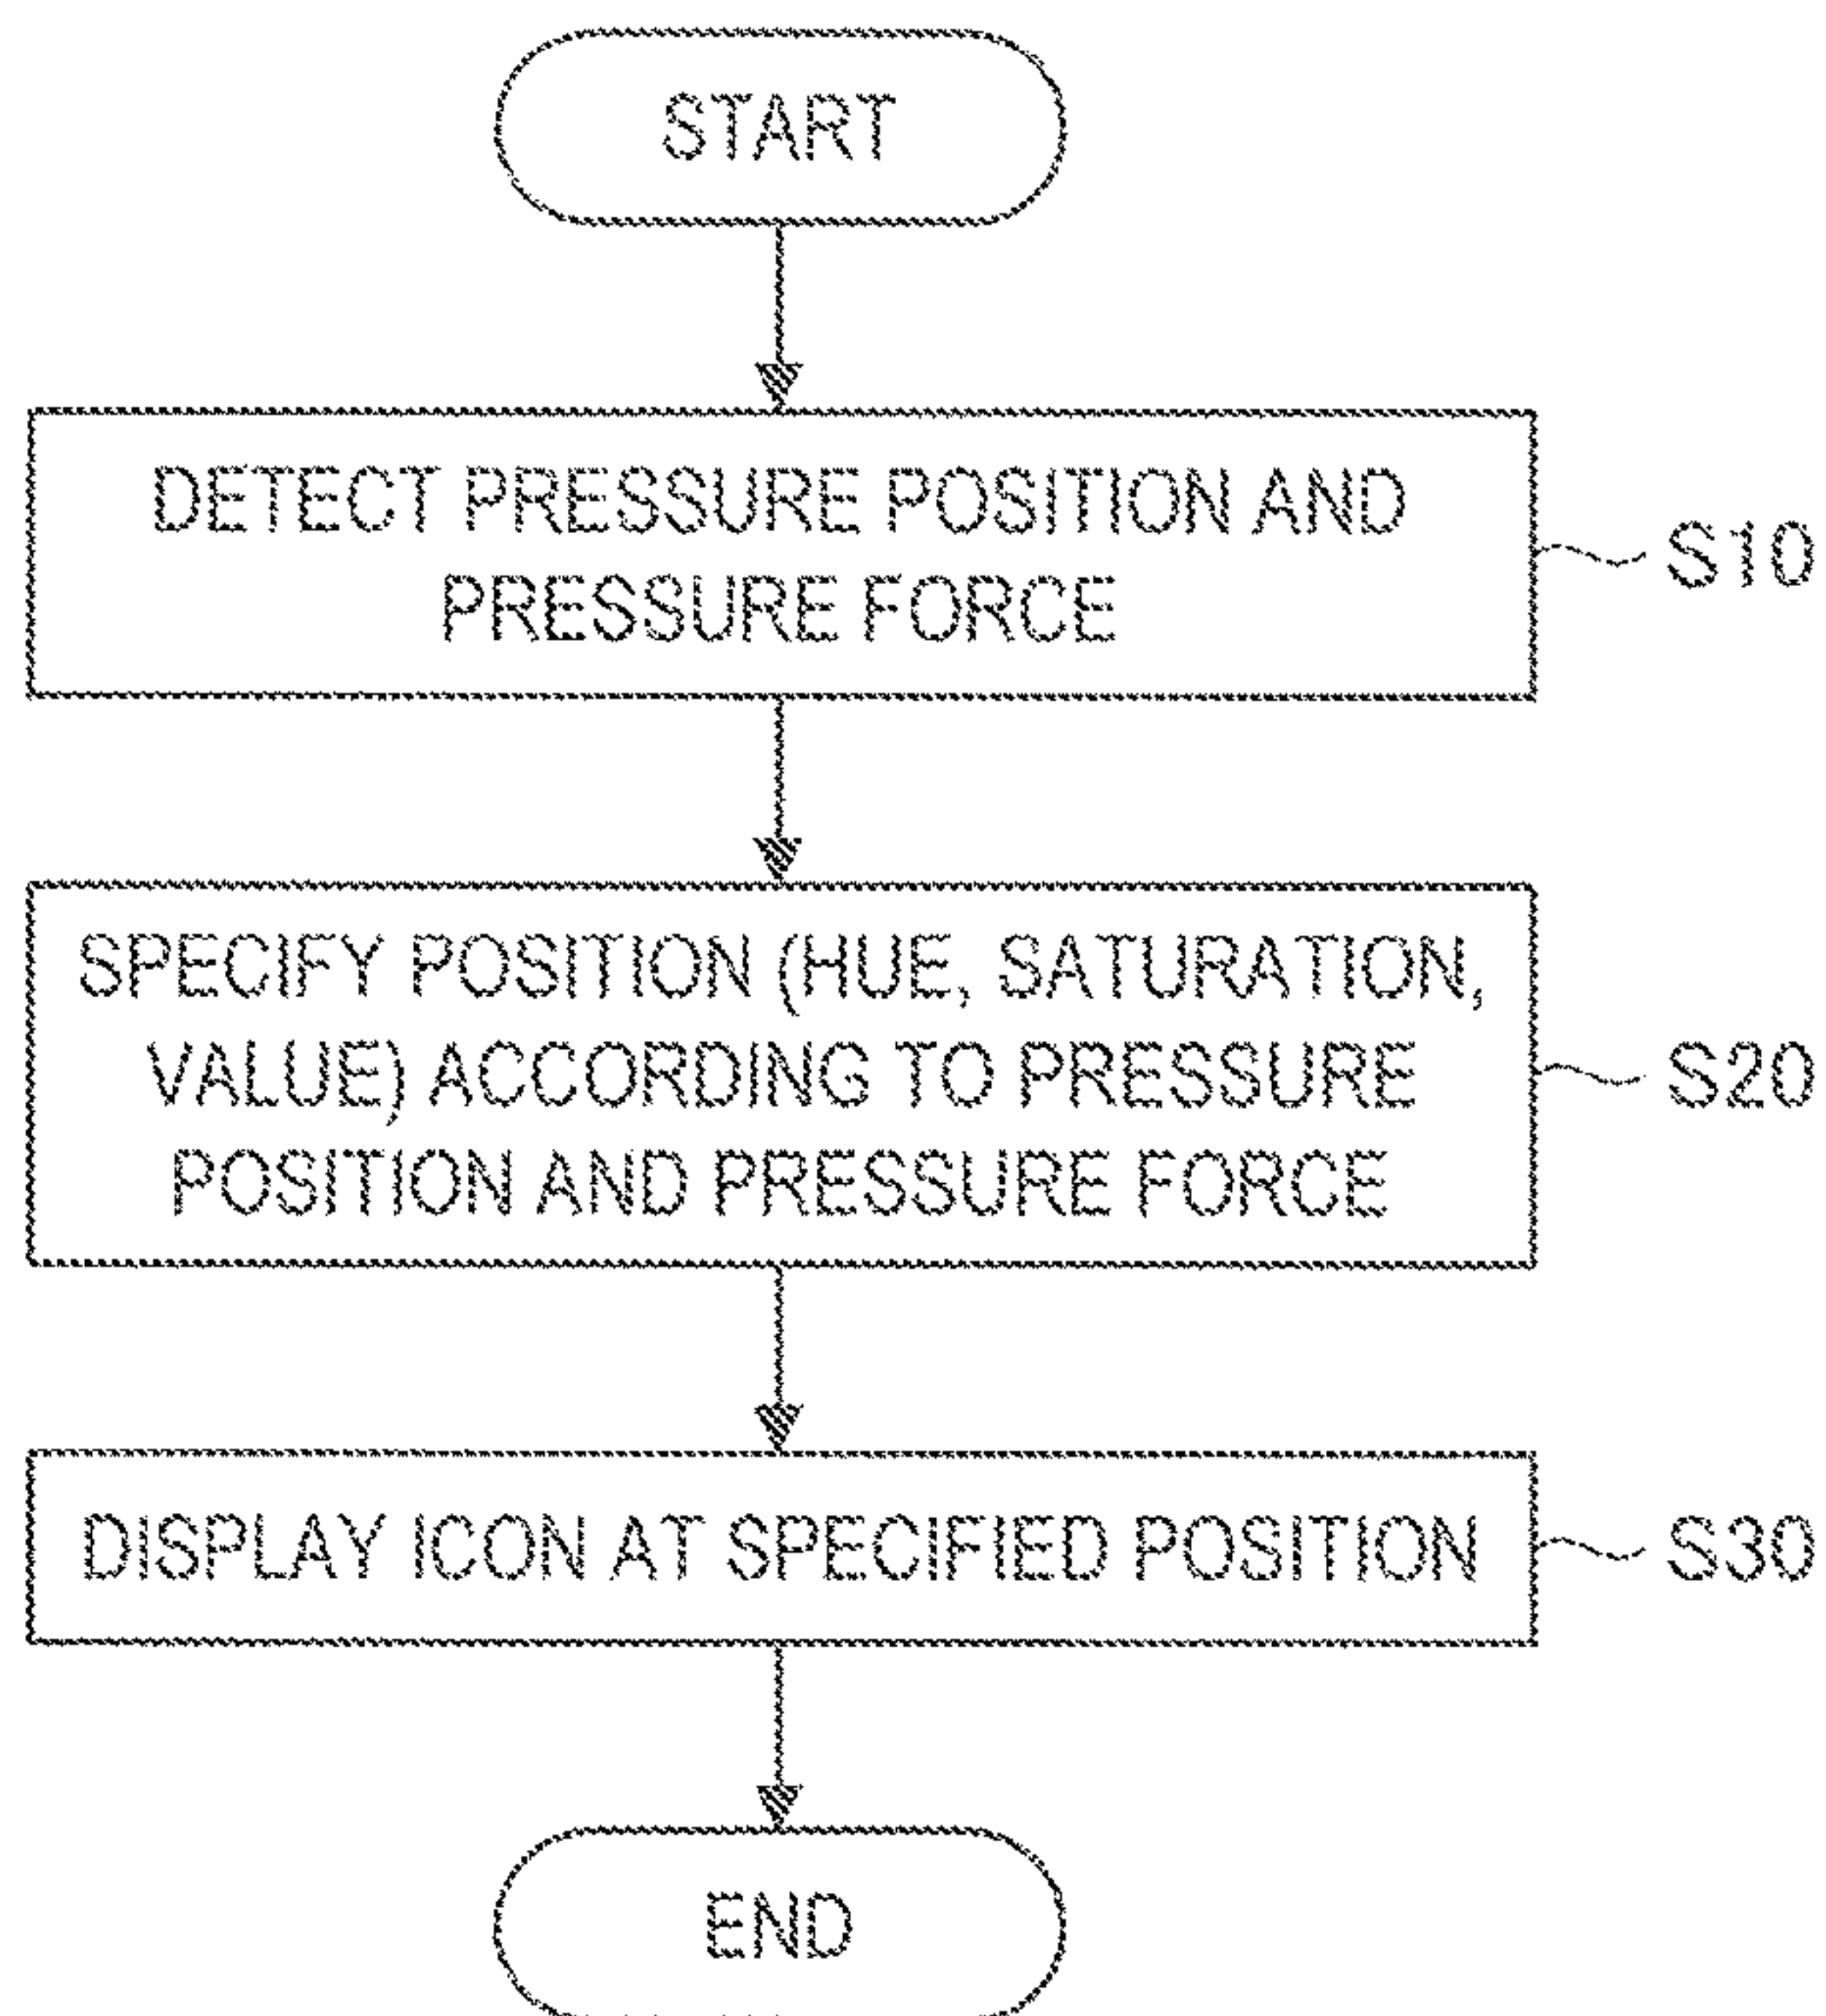 START
DETECT PRESSURE POSITION AND
PRESSURE FORCE
S10
SPECIFY POSITION (HUE, SATURATION,
VALUE) ACCORDING TO PRESSURE
POSITION AND PRESSURE FORCE
S20
DISPLAY ICON AT SPECIFIED POSITION
S30
END